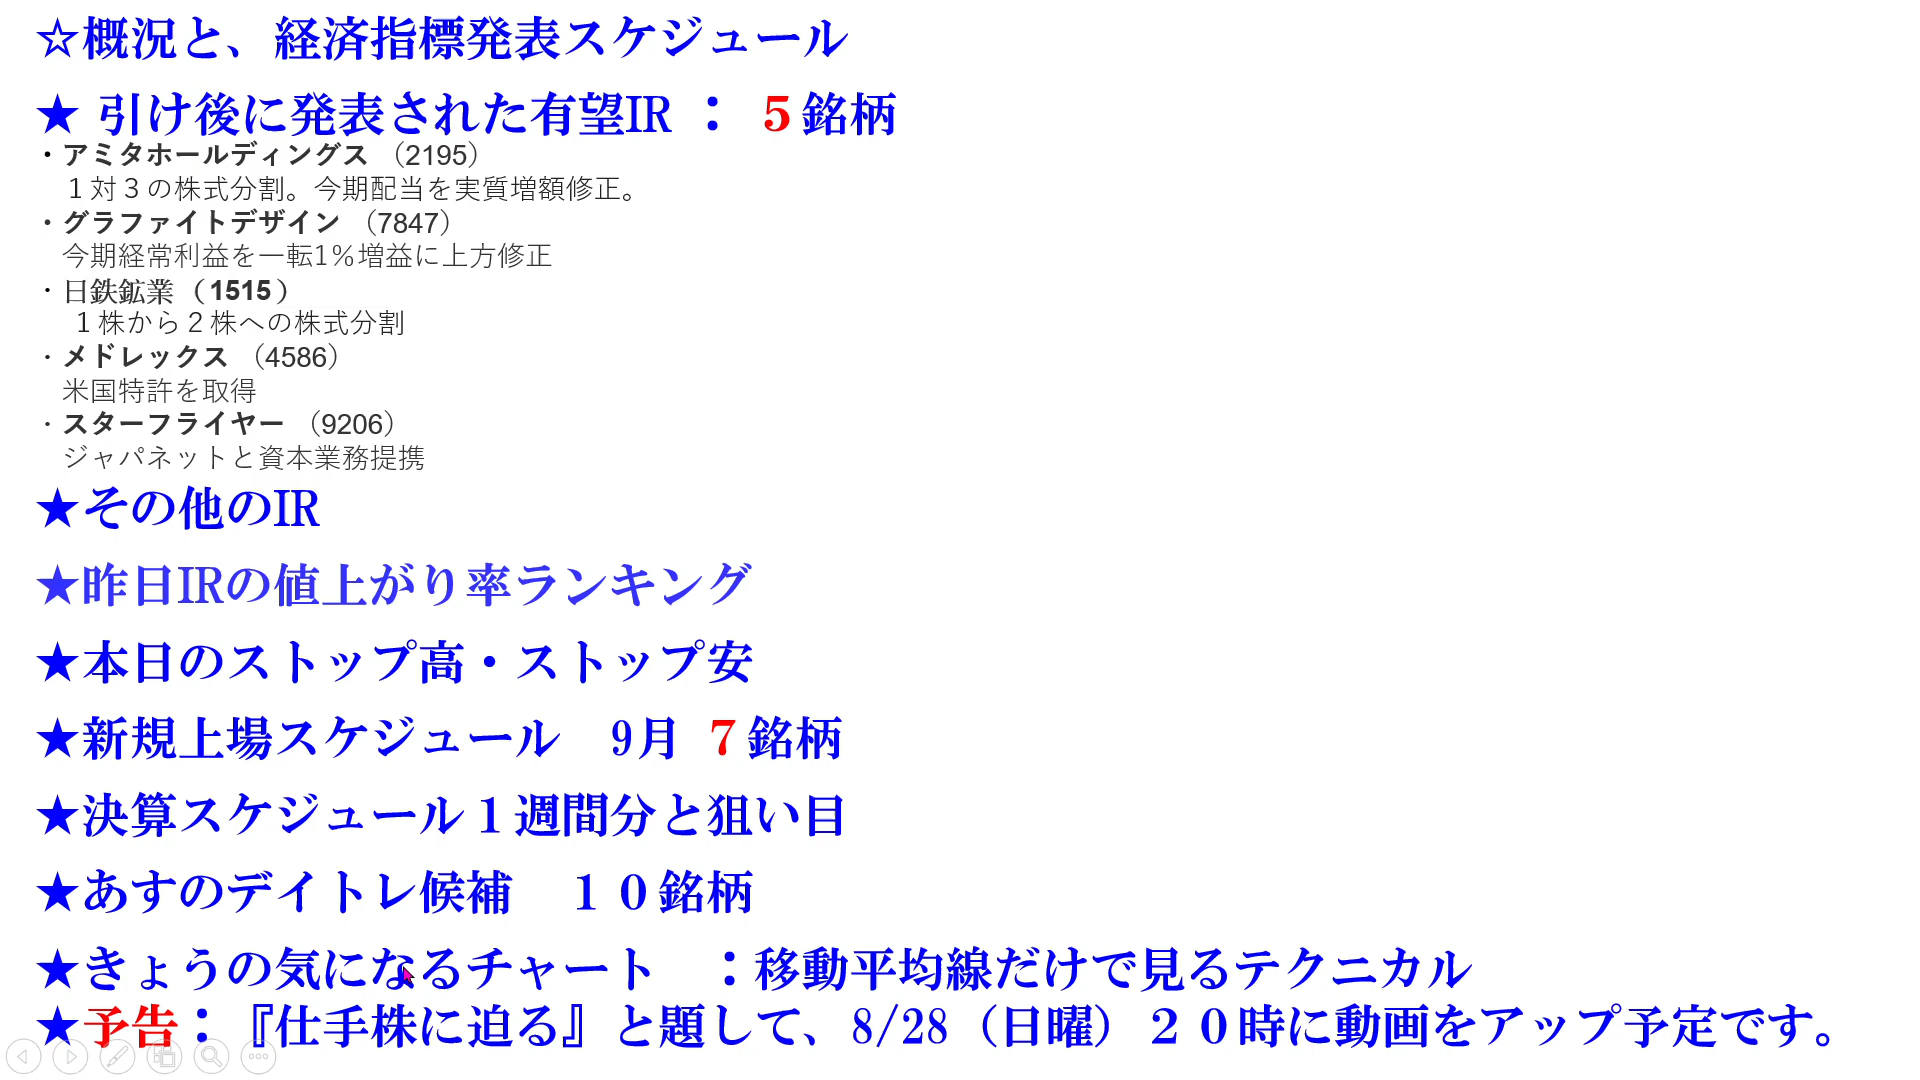 ☆概況と、経済指標発表スケジュール
★ 引け後に発表された有望IR ： ５銘柄
・アミタホールディングス （2195）
１対３の株式分割。今期配当を実質増額修正。
・グラファイトデザイン （7847）
今期経常利益を一転1％増益に上方修正
・日鉄鉱業 （1515）
１株から２株への株式分割
・メドレックス （4586）
米国特許を取得
・スターフライヤー （9206）
ジャパネットと資本業務提携
★その他のIR
★昨日IRの値上がり率ランキング
★本日のストップ高・ストップ安
★新規上場スケジュール　9月 ７銘柄
★決算スケジュール１週間分と狙い目
★あすのデイトレ候補　１０銘柄
★きょうの気になるチャート　：移動平均線だけで見るテクニカル
★予告：『仕手株に迫る』と題して、8/28（日曜）２０時に動画をアップ予定です。